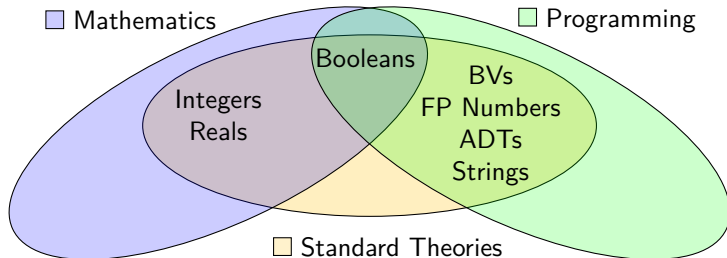 Mathematics
Programming
Booleans
Integers
Reals
BVs
FP Numbers
ADTs
Strings
Standard Theories